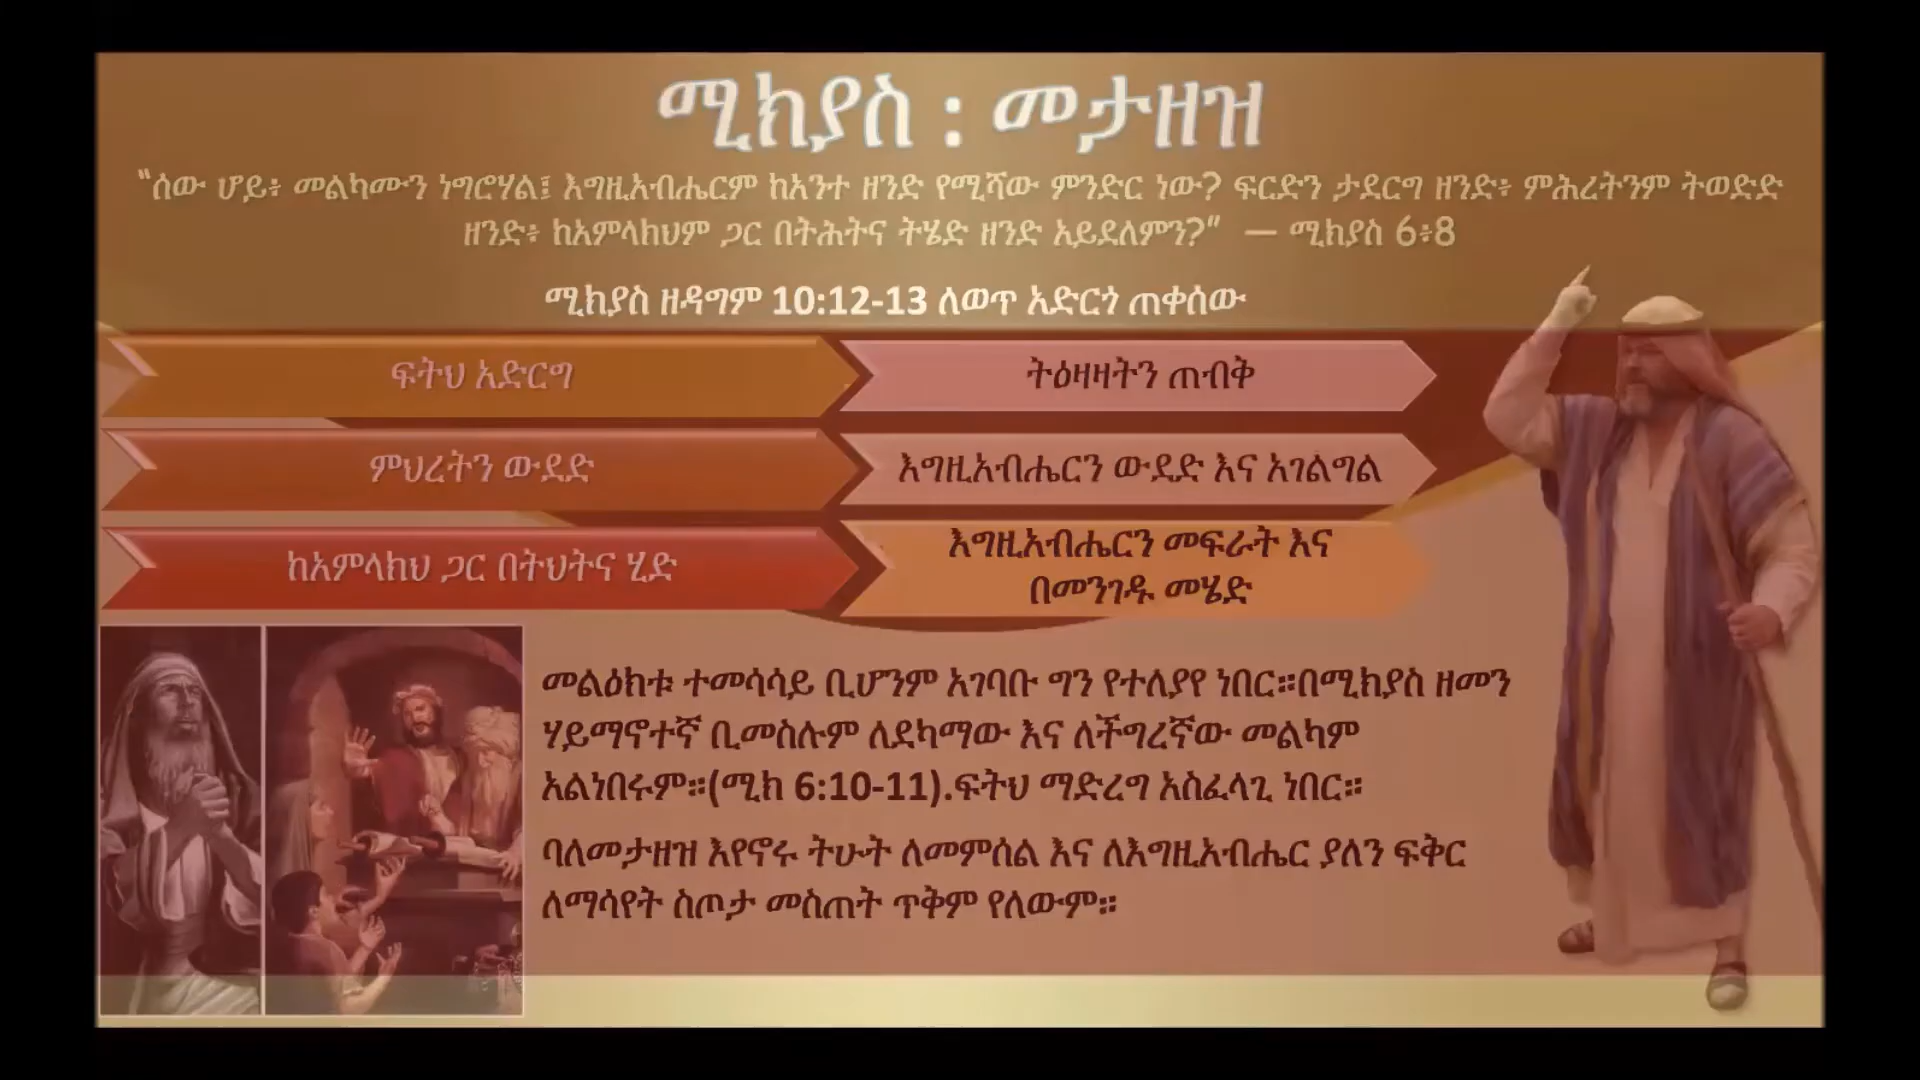 ሚክያስ : መታዘዝ
"ሰው ሆይ፥ መልካሙን ነግሮሃል፤ እግዚአብሔርም ከአንተ ዘንድ የሚሻው ምንድር ነው? ፍርድን ታደርግ ዘንድ፥ ምሕረትንም ትወድድ
ዘንድ፥ ከአምላክህም ጋር በትሕትና ትሄድ ዘንድ አይደለምን?" — ሚክያስ 6፥8
ሚክያስ ዘዳግም 10:12-13 ለወጥ አድርጎ ጠቀሰው
ፍትህ አድርግ
ትዕዛዛትን ጠብቅ
ምህረትን ውደድ
እግዚአብሔርን ውደድ እና አገልግል
ከአምላክህ ጋር በትህትና ሂድ
እግዚአብሔርን መፍራት እና
በመንገዱ መሄድ
መልዕክቱ ተመሳሳይ ቢሆንም አገባቡ ግን የተለያየ ነበር።በሚክያስ ዘመን
ሃይማኖተኛ ቢመስሉም ለደካማው እና ለችግረኛው መልካም
አልነበሩም።(ሚክ 6:10-11).ፍትህ ማድረግ አስፈላጊ ነበር።
ባለመታዘዝ እየኖሩ ትሁት ለመምሰል እና ለእግዚአብሔር ያለን ፍቅር
ለማሳየት ስጦታ መስጠት ጥቅም የለውም።